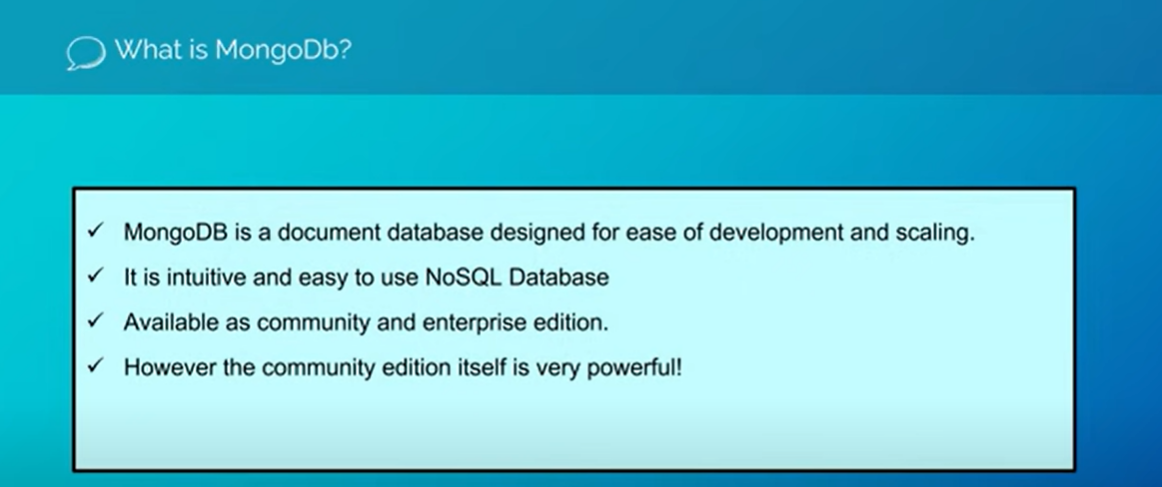 What is MongoDb?
✓ MongoDB is a document database designed for ease of development and scaling.
✓ It is intuitive and easy to use NoSQL Database
✓ Available as community and enterprise edition.
✓ However the community edition itself is very powerful!